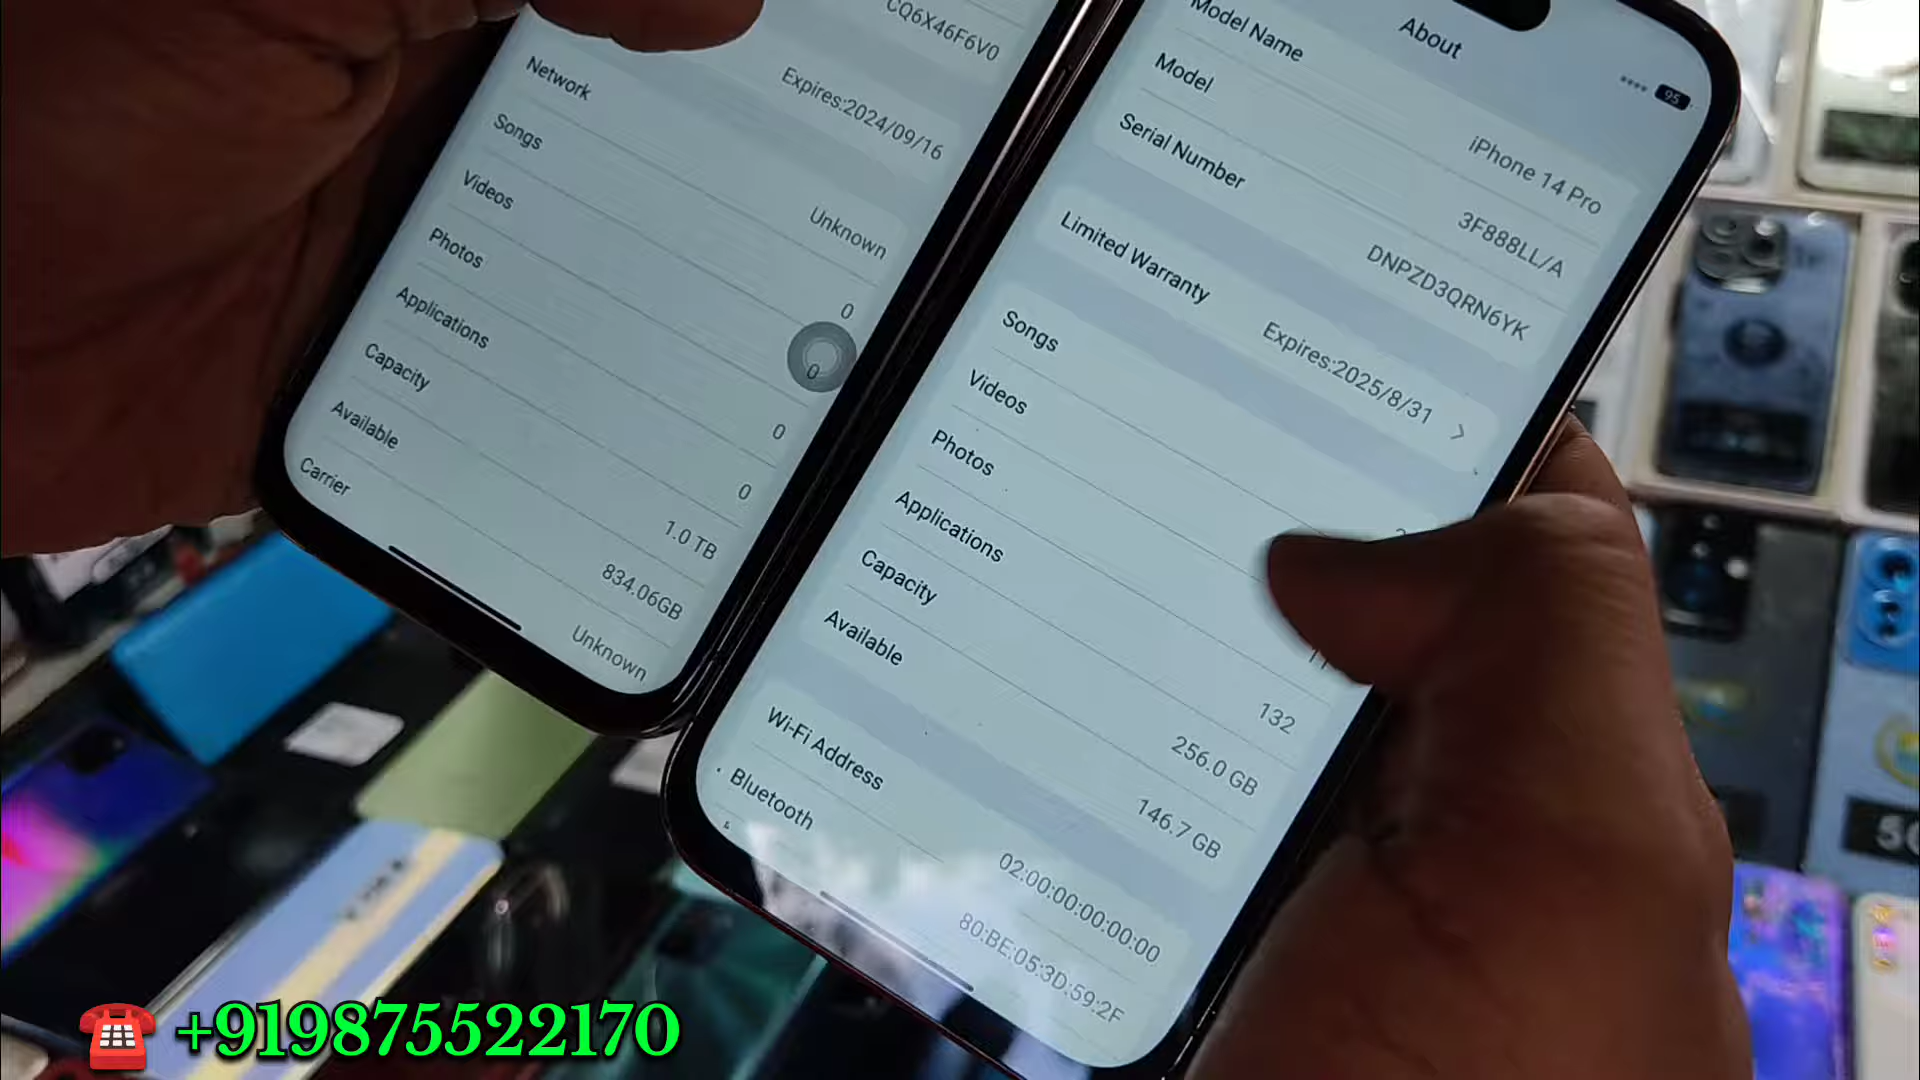 CQ6X46F6V0
Expires:2024/09/16
Network
Unknown
Songs
0
Videos
0
Photos
0
Applications
0
Capacity
1.0 TB
Available
834.06GB
Carrier
Unknown
About
95
Model Name
iPhone 14 Pro
Model
3F888LL/A
Serial Number
DNPZD3QRN6YK
Limited Warranty
Expires:2025/8/31
Songs
Videos
Photos
Applications
132
Capacity
256.0 GB
Available
146.7 GB
Wi-Fi Address
02:00:00:00:00:00
Bluetooth
80:BE:05:3D:59:2F
+919875522170